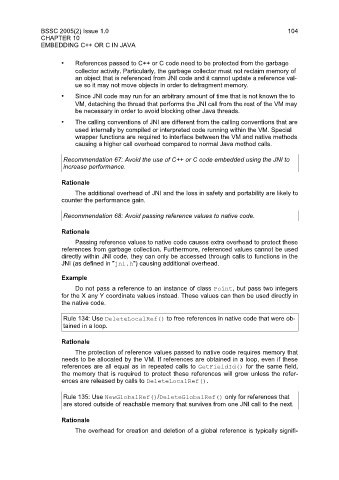 BSSC 2005(2) Issue 1.0 104
CHAPTER 10
EMBEDDING C++ OR C IN JAVA
• References passed to C++ or C code need to be protected from the garbage
collector activity. Particularly, the garbage collector must not reclaim memory of
an object that is referenced from JNI code and it cannot update a reference val-
ue so it may not move objects in order to defragment memory.
• Since JNI code may run for an arbitrary amount of time that is not known the to
VM, detaching the thread that performs the JNI call from the rest of the VM may
be necessary in order to avoid blocking other Java threads.
• The calling conventions of JNI are different from the calling conventions that are
used internally by compiled or interpreted code running within the VM. Special
wrapper functions are required to interface between the VM and native methods
causing a higher call overhead compared to normal Java method calls.
Recommendation 67: Avoid the use of C++ or C code embedded using the JNI to
increase performance.
Rationale
The additional overhead of JNI and the loss in safety and portability are likely to
counter the performance gain.
Recommendation 68: Avoid passing reference values to native code.
Rationale
Passing reference values to native code causes extra overhead to protect those
references from garbage collection. Furthermore, referenced values cannot be used
directly within JNI code, they can only be accessed through calls to functions in the
JNI (as defined in "jni.h") causing additional overhead.
Example
Do not pass a reference to an instance of class Point, but pass two integers
for the X any Y coordinate values instead. These values can then be used directly in
the native code.
Rule 134: Use DeleteLocalRef() to free references in native code that were ob-
tained in a loop.
Rationale
The protection of reference values passed to native code requires memory that
needs to be allocated by the VM. If references are obtained in a loop, even if these
references are all equal as in repeated calls to GetFieldId() for the same field,
the memory that is required to protect these references will grow unless the refer-
ences are released by calls to DeleteLocalRef().
Rule 135: Use NewGlobalRef()/DeleteGlobalRef() only for references that
are stored outside of reachable memory that survives from one JNI call to the next.
Rationale
The overhead for creation and deletion of a global reference is typically signifi-